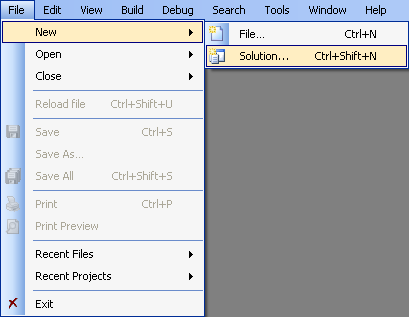 File Edit View Build Debug Search Tools Window Help
New
File... Ctrl+N
Open
Solution... Ctrl+Shift+N
Close
Reload file Ctrl+Shift+U
Save Ctrl+S
Save As...
Save All Ctrl+Shift+S
Print Ctrl+P
Print Preview
Recent Files
Recent Projects
Exit